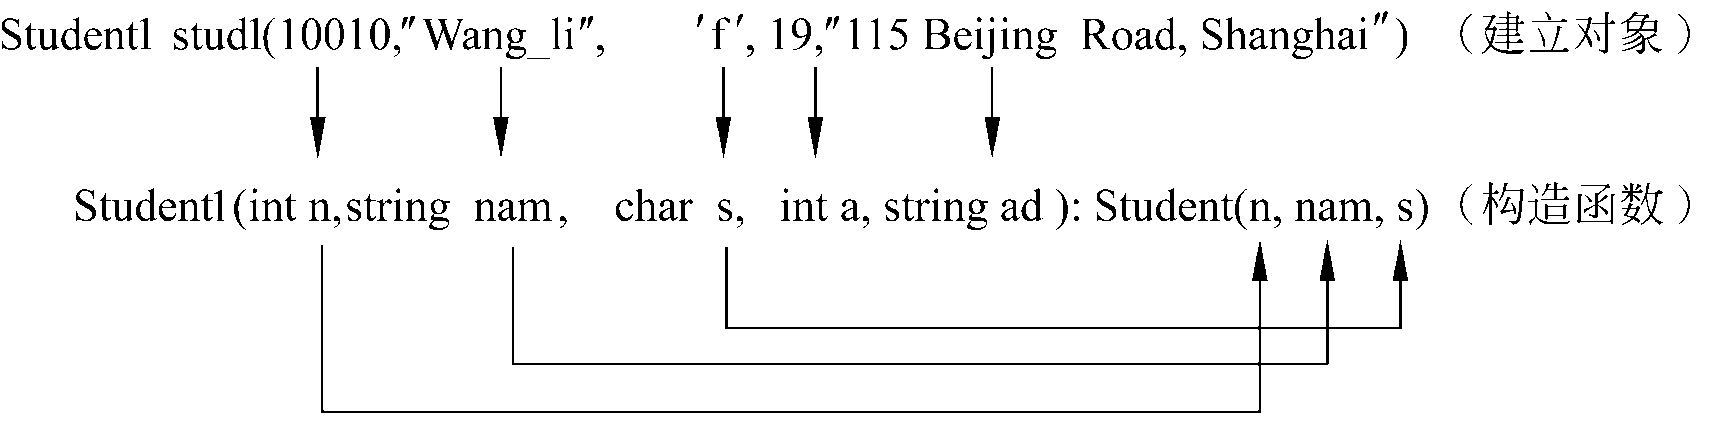 Student1 stud1(10010,"Wang_li", 'f', 19,"115 Beijing Road, Shanghai") （建立对象）
Student1(int n,string nam, char s, int a, string ad ): Student(n, nam, s)（构造函数）